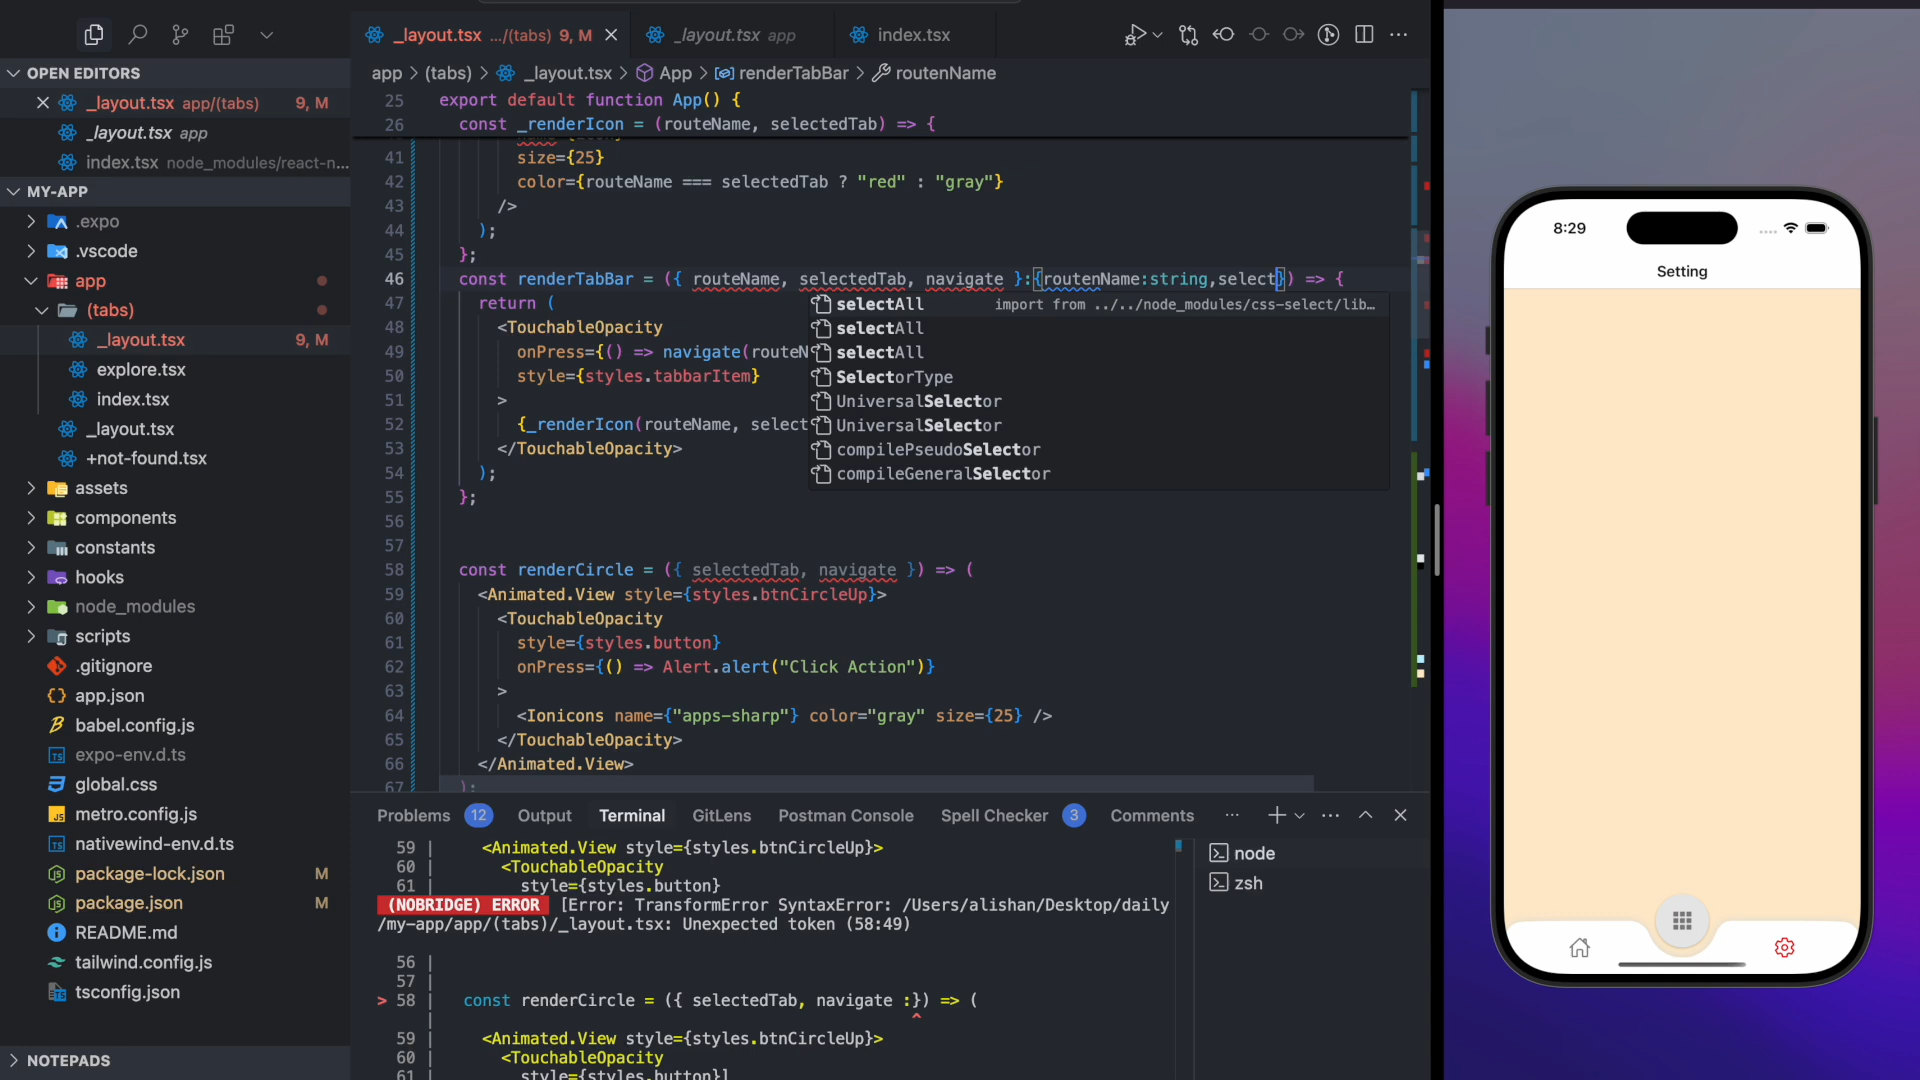 _layout.tsx .../(tabs) 9, M
_layout.tsx app
index.tsx
OPEN EDITORS
_layout.tsx app/(tabs) 9, M
_layout.tsx app
index.tsx node_modules/react-n...
MY-APP
.expo
.vscode
app
(tabs)
_layout.tsx 9, M
explore.tsx
index.tsx
_layout.tsx
+not-found.tsx
assets
components
constants
hooks
node_modules
scripts
.gitignore
app.json
babel.config.js
expo-env.d.ts
global.css
metro.config.js
nativewind-env.d.ts
package-lock.json M
package.json M
README.md
tailwind.config.js
tsconfig.json
NOTEPADS
app > (tabs) > _layout.tsx > App > renderTabBar > routenName
25 export default function App() {
26 const _renderIcon = (routeName, selectedTab) => {
41 size={25}
42 color={routeName === selectedTab ? "red" : "gray"}
43 />
44 );
45 };
46 const renderTabBar = ({ routeName, selectedTab, navigate }:{routenName:string,select}) => {
47 return (
48 <TouchableOpacity
49 onPress={() => navigate(routeN
50 style={styles.tabbarItem}
51 >
52 {_renderIcon(routeName, select
53 </TouchableOpacity>
54 );
55 };
56
57
58 const renderCircle = ({ selectedTab, navigate }) => (
59 <Animated.View style={styles.btnCircleUp}>
60 <TouchableOpacity
61 style={styles.button}
62 onPress={() => Alert.alert("Click Action")}
63 >
64 <Ionicons name={"apps-sharp"} color="gray" size={25} />
65 </TouchableOpacity>
66 </Animated.View>
67 );
selectAll import from ../../node_modules/css-select/lib…
selectAll
selectAll
SelectorType
UniversalSelector
UniversalSelector
compilePseudoSelector
compileGeneralSelector
Problems 12 Output Terminal GitLens Postman Console Spell Checker 3 Comments
59 | <Animated.View style={styles.btnCircleUp}>
60 | <TouchableOpacity
61 | style={styles.button}
(NOBRIDGE) ERROR [Error: TransformError SyntaxError: /Users/alishan/Desktop/daily
/my-app/app/(tabs)/_layout.tsx: Unexpected token (58:49)
56 |
57 |
> 58 | const renderCircle = ({ selectedTab, navigate :}) => (
| ^
59 | <Animated.View style={styles.btnCircleUp}>
60 | <TouchableOpacity
61 | style={styles.button}]
node
zsh
8:29
Setting